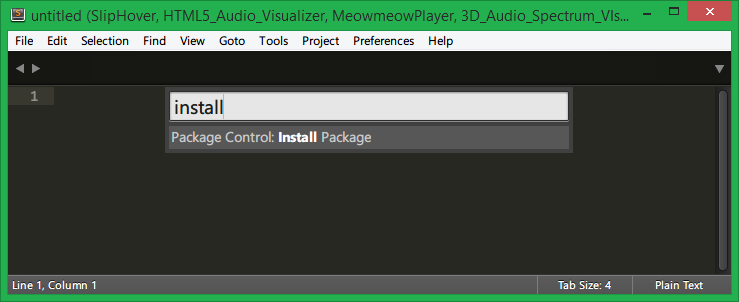 untitled (SlipHover, HTML5_Audio_Visualizer, MeowmeowPlayer, 3D_Audio_Spectrum_VIs...
File Edit Selection Find View Goto Tools Project Preferences Help
1
install
Package Control: Install Package
Line 1, Column 1 Tab Size: 4 Plain Text